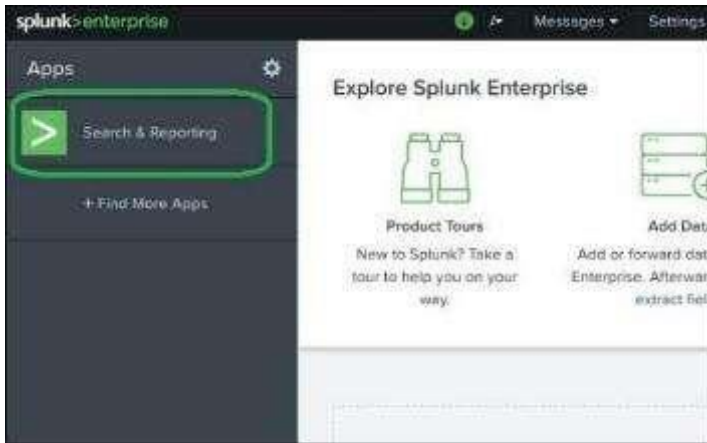 splunk>enterprise
Messages
Settings
Apps
Search & Reporting
+ Find More Apps
Explore Splunk Enterprise
Product Tours
New to Splunk? Take a
tour to help you on your
way.
Add Dat
Add or forward dat
Enterprise. Afterwar
extract fiel